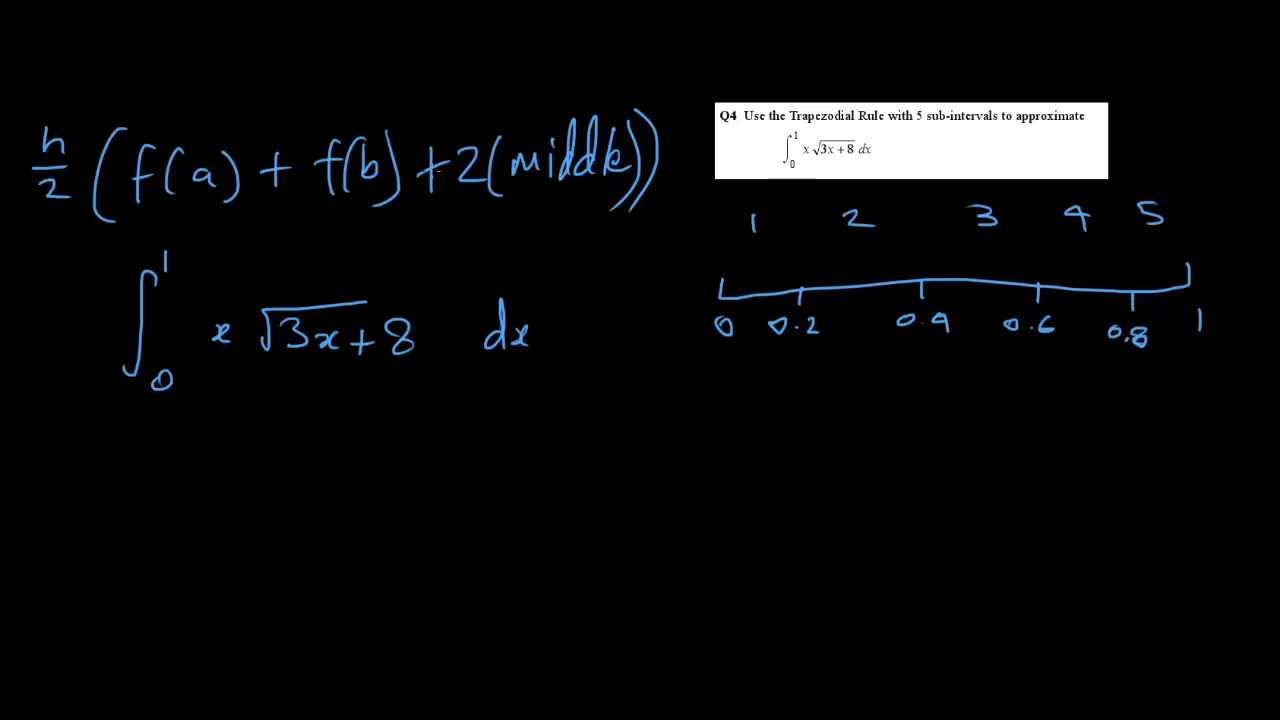 h/2 (f(a) + f(b) + 2(middle))
∫₀¹ x √3x+8 dx
Q4 Use the Trapezodial Rule with 5 sub-intervals to approximate
∫₀¹ x √3x+8 dx
1 2 3 4 5
0 0.2 0.4 0.6 0.8 1